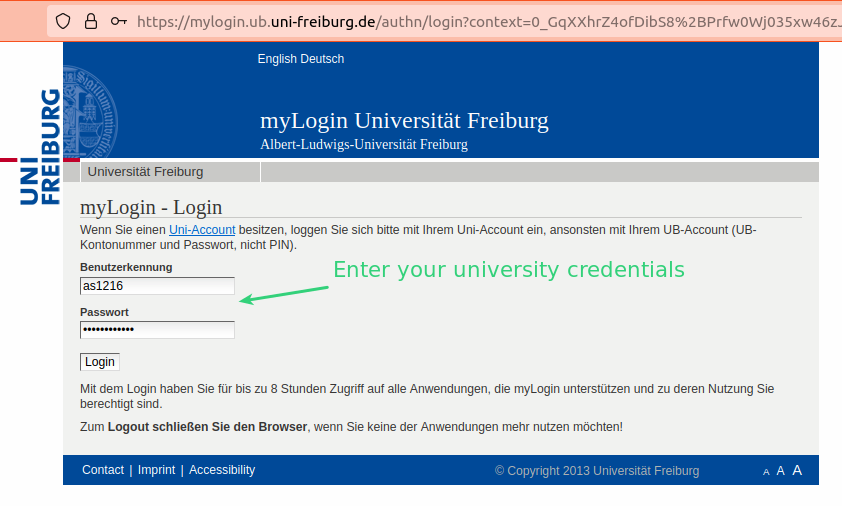 https://mylogin.ub.uni-freiburg.de/authn/login?context=0_GqXXhrZ4ofDibS8%2BPrfw0Wj035xw46z
English Deutsch
UNI
FREIBURG
myLogin Universität Freiburg
Albert-Ludwigs-Universität Freiburg
Universität Freiburg
myLogin - Login
Wenn Sie einen Uni-Account besitzen, loggen Sie sich bitte mit Ihrem Uni-Account ein, ansonsten mit Ihrem UB-Account (UB-
Kontonummer und Passwort, nicht PIN).
Benutzerkennung
Enter your university credentials
as1216
Passwort
••••••••••••
Login
Mit dem Login haben Sie für bis zu 8 Stunden Zugriff auf alle Anwendungen, die myLogin unterstützen und zu deren Nutzung Sie
berechtigt sind.
Zum Logout schließen Sie den Browser, wenn Sie keine der Anwendungen mehr nutzen möchten!
Contact | Imprint | Accessibility
© Copyright 2013 Universität Freiburg
A A A